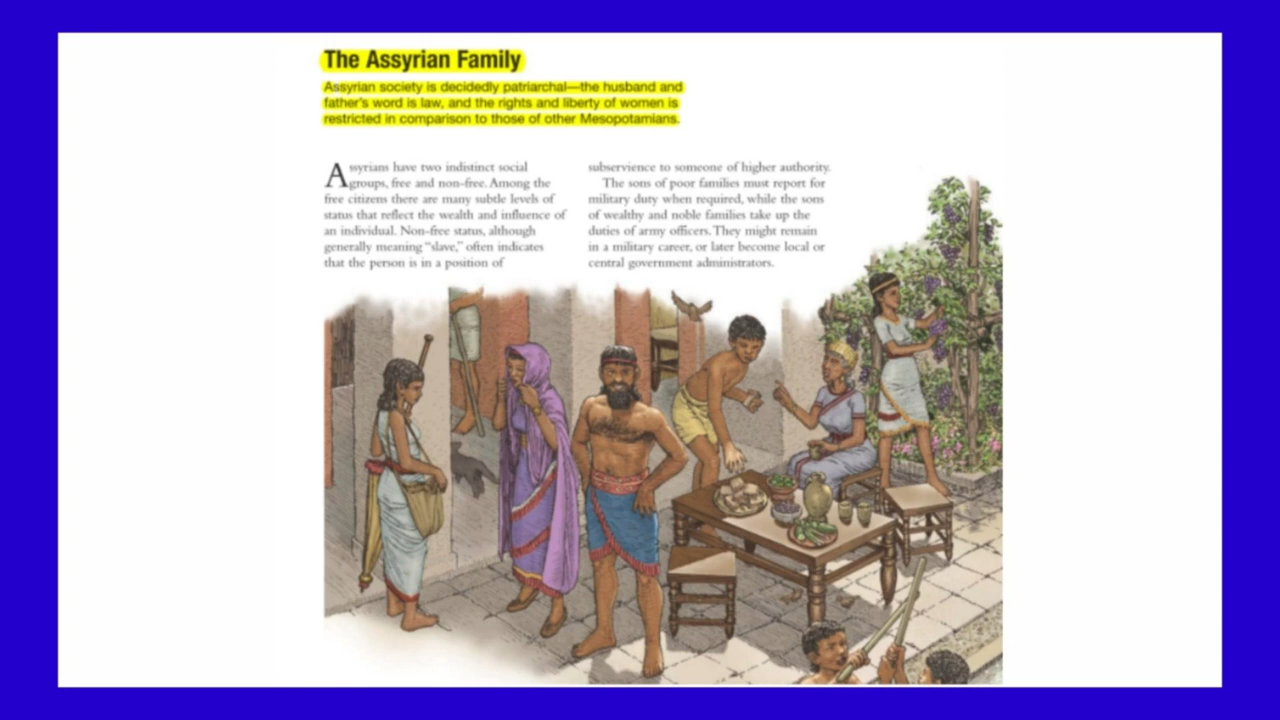 The Assyrian Family
Assyrian society is decidedly patriarchal—the husband and
father's word is law, and the rights and liberty of women is
restricted in comparison to those of other Mesopotamians.
Assyrians have two indistinct social
groups, free and non-free. Among the
free citizens there are many subtle levels of
status that reflect the wealth and influence of
an individual. Non-free status, although
generally meaning “slave,” often indicates
that the person is in a position of
subservience to someone of higher authority.
The sons of poor families must report for
military duty when required, while the sons
of wealthy and noble families take up the
duties of army officers. They might remain
in a military career, or later become local or
central government administrators.